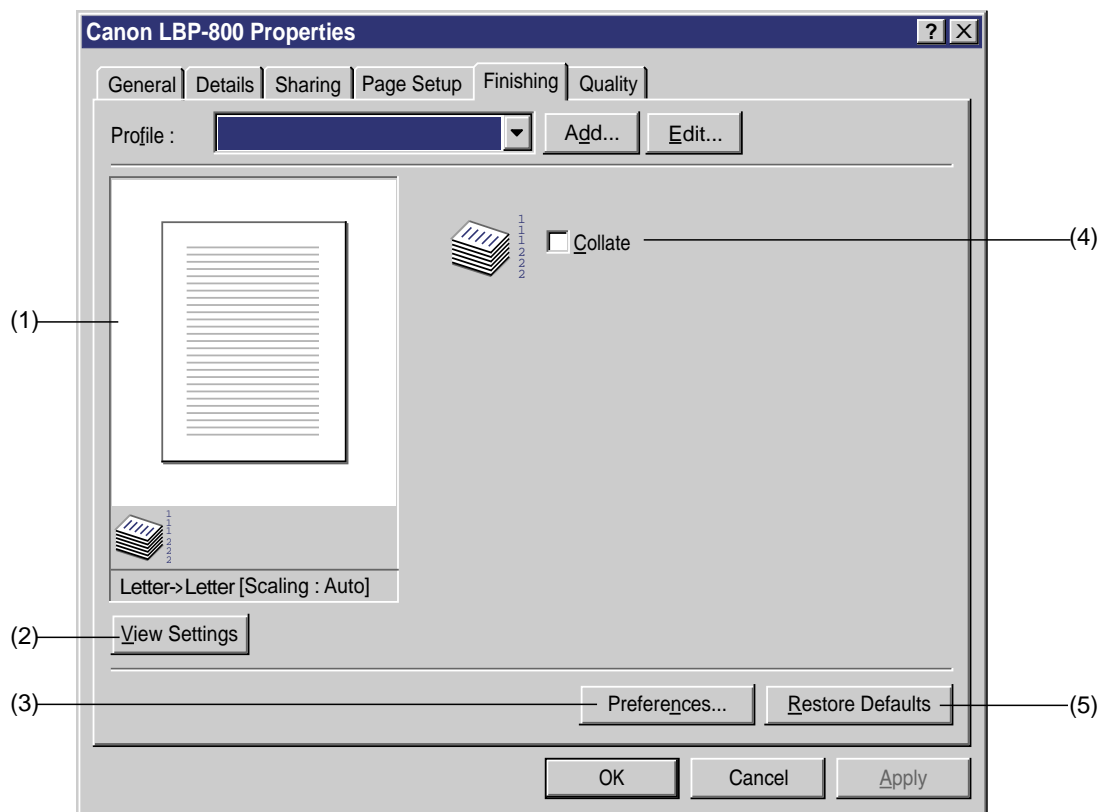 Canon LBP-800 Properties
?
X
General Details Sharing Page Setup Finishing Quality
Profile : Add... Edit...
1
1
1
2
2
2
Collate
(4)
(1)
1
1
1
2
2
2
Letter->Letter [Scaling : Auto]
(2)
View Settings
(3)
Preferences... Restore Defaults
(5)
OK Cancel Apply